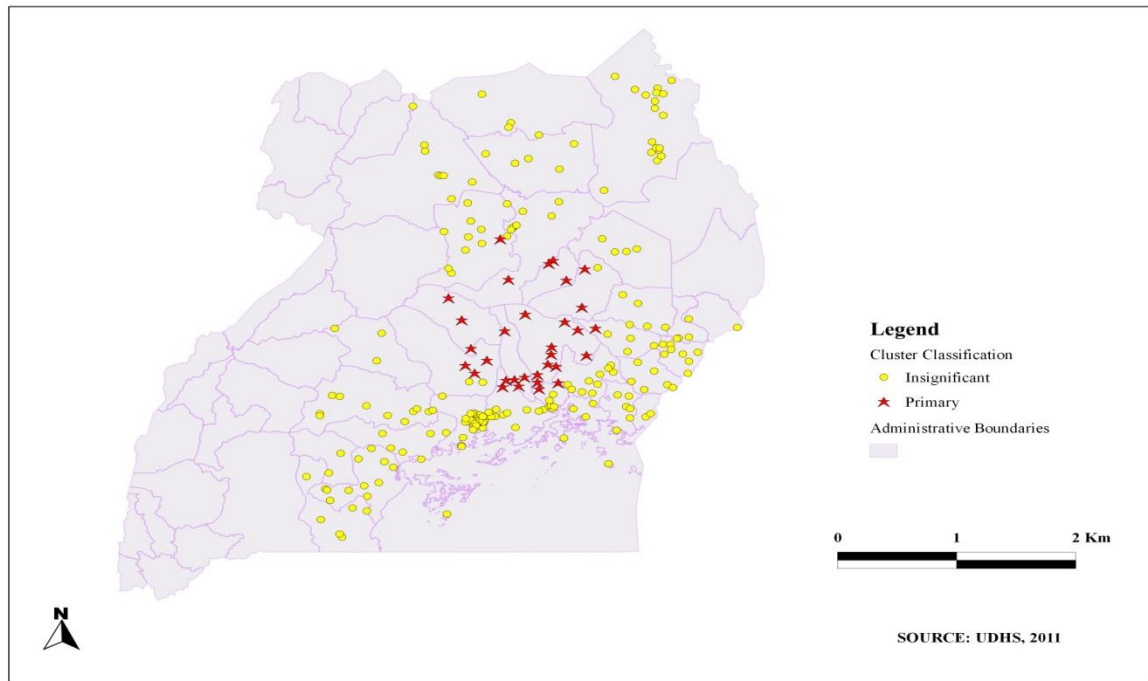 Legend
Cluster Classification
Insignificant
Primary
Administrative Boundaries
0 1 2 Km
N
SOURCE: UDHS, 2011